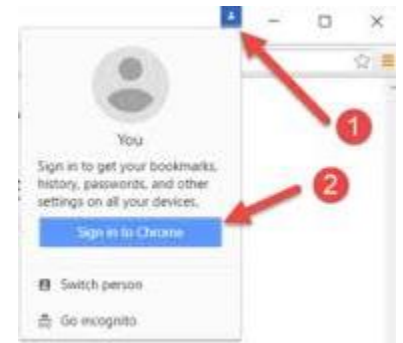 1
You
Sign in to get your bookmarks,
history, passwords, and other
settings on all your devices.
2
Sign in to Chrome
Switch person
Go incognito